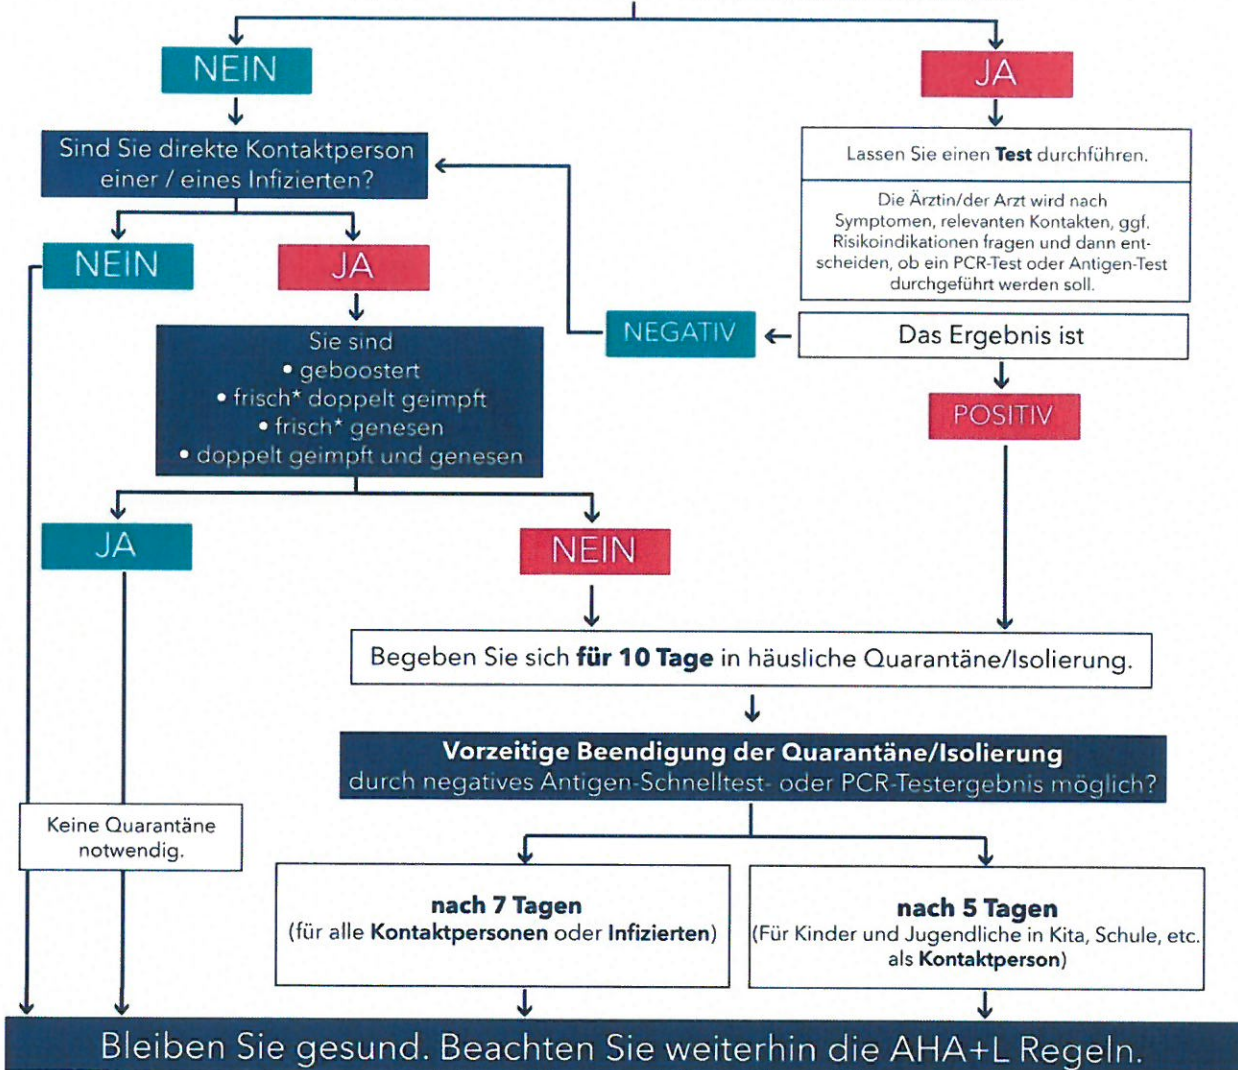 NEIN
JA
Sind Sie direkte Kontaktperson
einer / eines Infizierten?
Lassen Sie einen Test durchführen.
Die Ärztin/der Arzt wird nach
Symptomen, relevanten Kontakten, ggf.
Risikoindikationen fragen und dann ent-
scheiden, ob ein PCR-Test oder Antigen-Test
durchgeführt werden soll.
NEIN
JA
NEGATIV
Das Ergebnis ist
Sie sind
• geboostert
• frisch* doppelt geimpft
• frisch* genesen
• doppelt geimpft und genesen
POSITIV
JA
NEIN
Begeben Sie sich für 10 Tage in häusliche Quarantäne/Isolierung.
Vorzeitige Beendigung der Quarantäne/Isolierung
durch negatives Antigen-Schnelltest- oder PCR-Testergebnis möglich?
Keine Quarantäne
notwendig.
nach 7 Tagen
(für alle Kontaktpersonen oder Infizierten)
nach 5 Tagen
(Für Kinder und Jugendliche in Kita, Schule, etc.
als Kontaktperson)
Bleiben Sie gesund. Beachten Sie weiterhin die AHA+L Regeln.